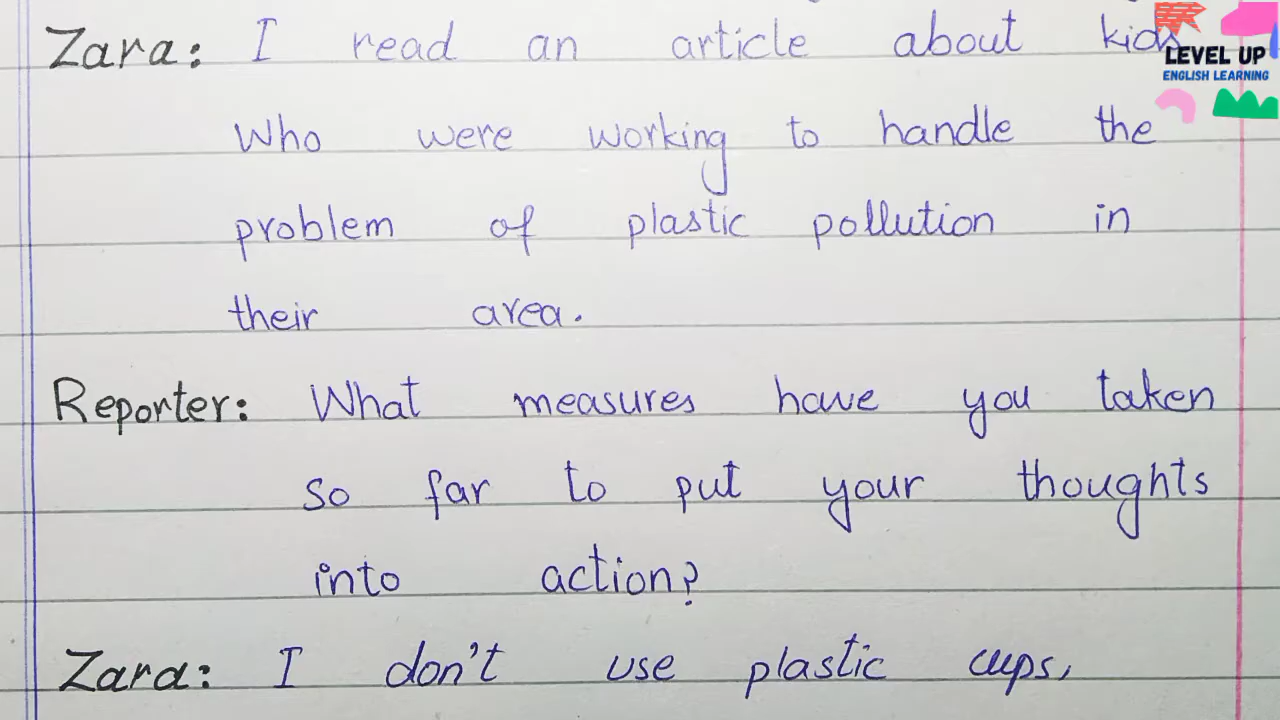 Zara: I read an article about kids
LEVEL UP
ENGLISH LEARNING
Who were working to handle the
problem of plastic pollution in
their area.
Reporter: What measures have you taken
so far to put your thoughts
into action?
Zara: I don't use plastic cups,